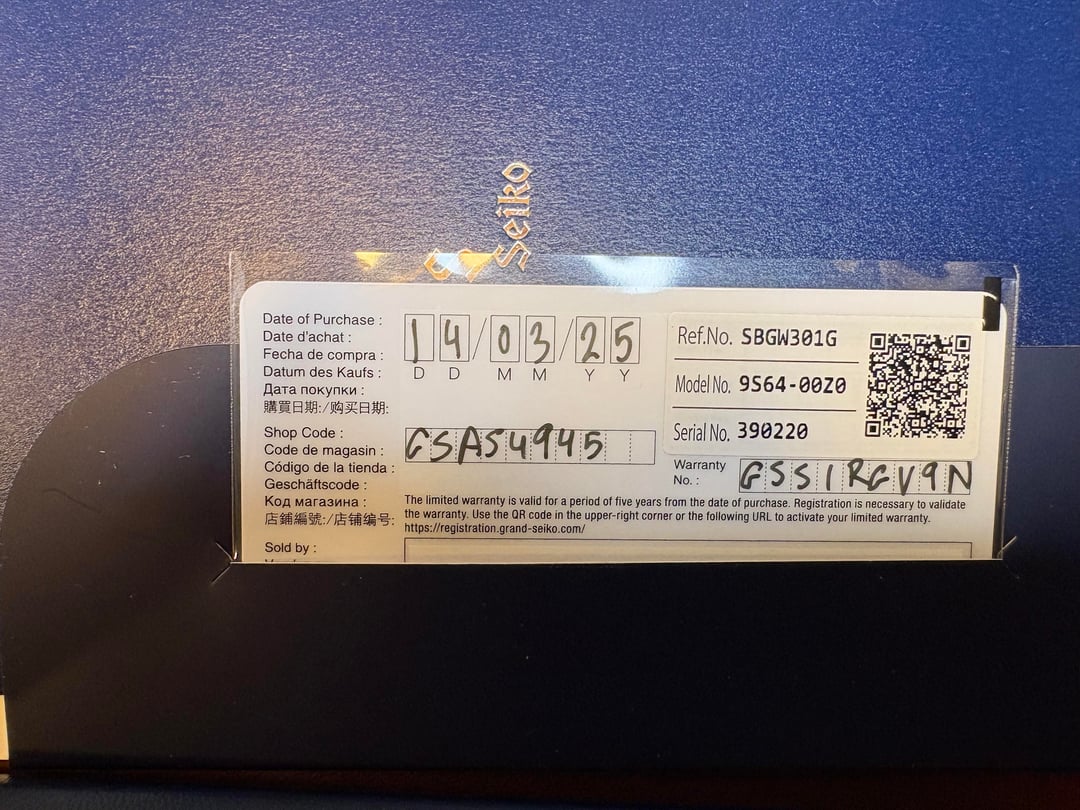 Seiko
Date of Purchase :
Date d'achat :
Fecha de compra :
Datum des Kaufs :
Дата покупки :
購買日期:/购买日期:
14/03/25
D D M M Y Y
Shop Code :
Code de magasin :
Código de la tienda :
Geschäftscode :
Код магазина :
店鋪編號:/店铺编号:
GSA54945
Ref.No. SBGW301G
Model No. 9S64-00Z0
Serial No. 390220
Warranty
No. :
GSS1RGV9N
The limited warranty is valid for a period of five years from the date of purchase. Registration is necessary to validate
the warranty. Use the QR code in the upper-right corner or the following URL to activate your limited warranty.
https://registration.grand-seiko.com/
Sold by :